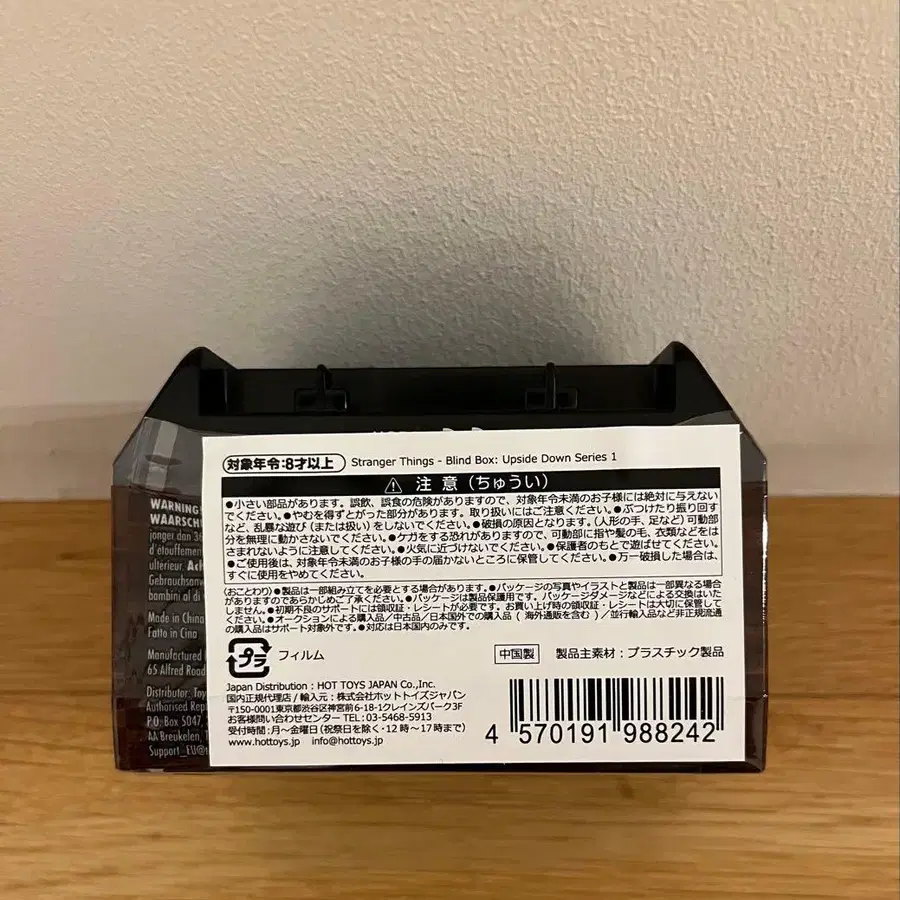 対象年令:8才以上
Stranger Things - Blind Box: Upside Down Series 1
⚠ 注意(ちゅうい)
●小さい部品があります。誤飲、誤食の危険がありますので、対象年令未満のお子様には絶対に与えない
でください。●やむを得ずとがった部分があります。取り扱いにはご注意ください。●ぶつけたり振り回す
など、乱暴な遊び(または扱い)をしないでください。●破損の原因となります。(人形の手、足など)可動部
分を無理に動かさないでください。●ケガをする恐れがありますので、可動部に指や髪の毛、衣類などをは
さまれないように注意してください。●火気に近づけないでください。●保護者のもとで遊ばせてください。
●ご使用後は、対象年令未満のお子様の手の届かないところに保管してください。●万一破損した場合は、
すぐに使用をやめてください。
(おことわり)●製品は一部組み立てを必要とする場合があります。●パッケージの写真やイラストと製品は一部異なる場合
がありますのであらかじめご了承ください。●パッケージは製品保護用です。パッケージダメージなどによる交換はいた
しません。●初期不良のサポートには領収証・レシートが必要です。お買い上げ時の領収証・レシートは大切に保管して
ください。●オークションによる購入品/中古品/日本国外での購入品(海外通販を含む)/並行輸入品など非正規流通
の購入品はサポート対象外です。●対応は日本国内のみです。
プラ フィルム
中国製 製品主素材:プラスチック製品
Japan Distribution : HOT TOYS JAPAN Co.,Inc.
国内正規代理店/輸入元:株式会社ホットトイズジャパン
〒150-0001東京都渋谷区神宮前6-18-1クレインズパーク3F
お客様問い合わせセンター TEL:03-5468-5913
受付時間:月~金曜日(祝祭日を除く・12時~17時まで)
www.hottoys.jp info@hottoys.jp
4 570191 988242
WARNING
WAARSCH
jonger dan 36
d'étouffement
ultérieur. Ach
Gebrauchsanw
bambini al di
Made in China
Fatto in Cina
Manufactured
65 Alfred Road
Distributor: Toy
Authorised Rep
P.O. Box 5047,
AA Breukelen, T
Support_EU@